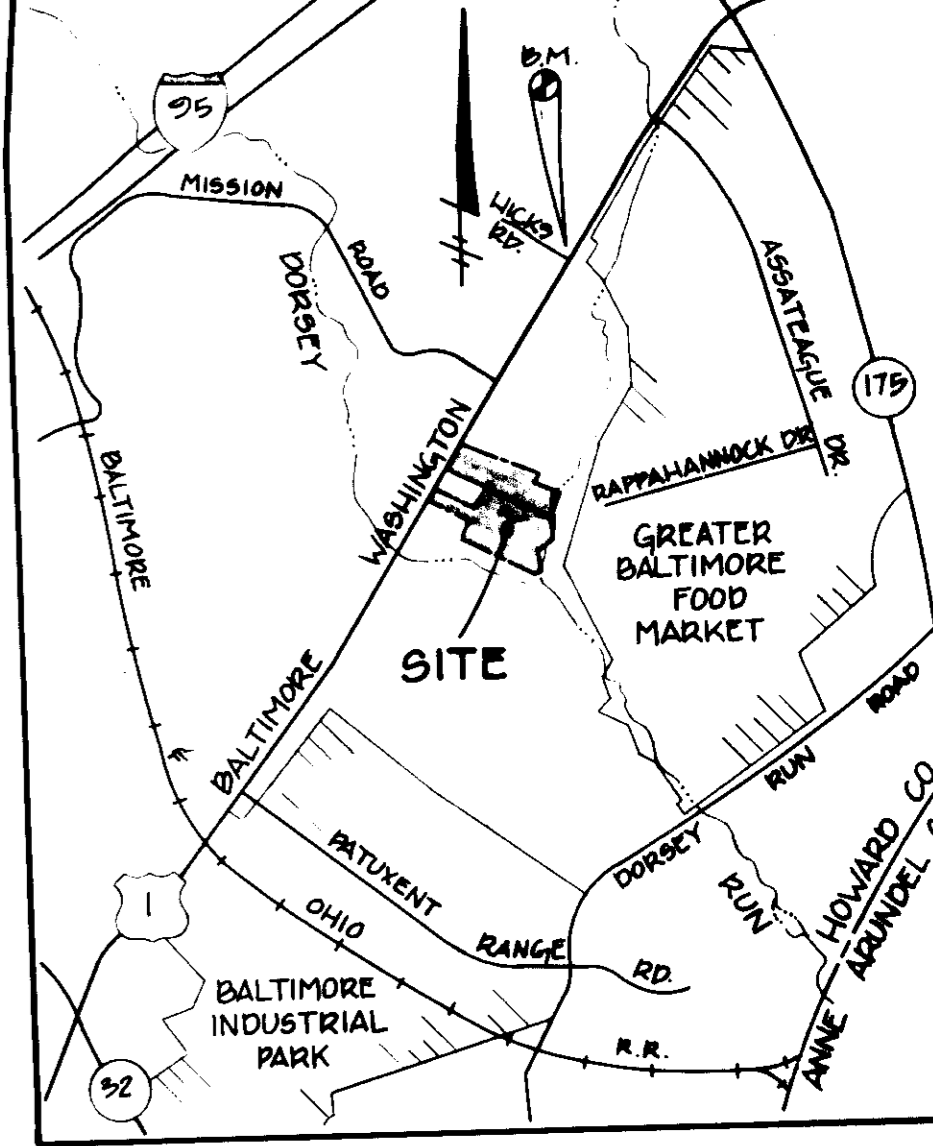 B.M.
95
MISSION
ROAD
HICKS
RD.
DORSEY
ASSATEAGUE
DR.
175
WASHINGTON
RAPPAHANNOCK DR
BALTIMORE
GREATER
BALTIMORE
FOOD
MARKET
SITE
BALTIMORE
DORSEY
RUN
ROAD
PATUXENT
RANGE
RD.
RUN
HOWARD CO
ANNE ARUNDEL
1
OHIO
R.R.
BALTIMORE
INDUSTRIAL
PARK
32